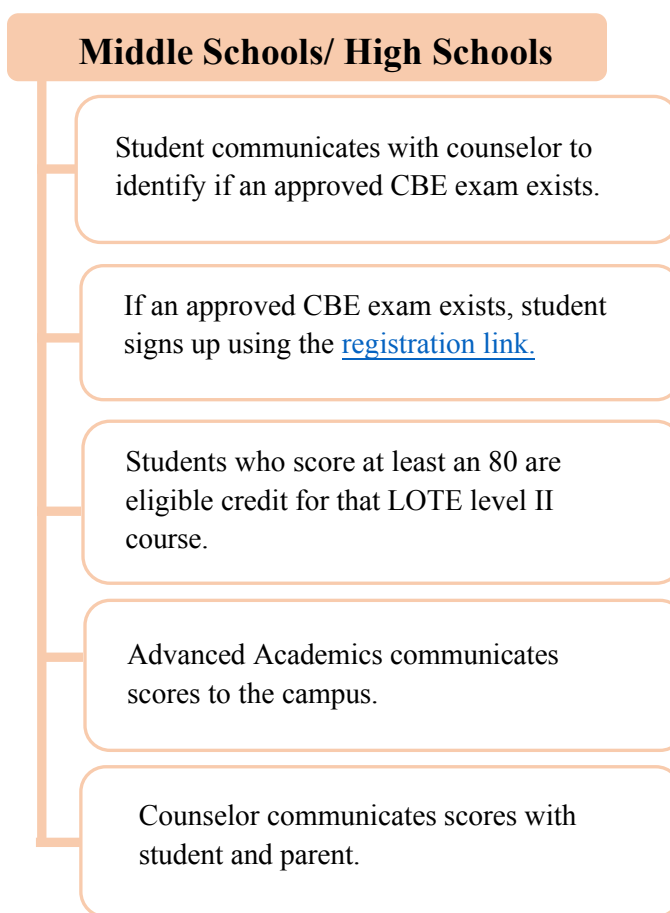 Middle Schools/ High Schools
Student communicates with counselor to
identify if an approved CBE exam exists.
If an approved CBE exam exists, student
signs up using the registration link.
Students who score at least an 80 are
eligible credit for that LOTE level II
course.
Advanced Academics communicates
scores to the campus.
Counselor communicates scores with
student and parent.